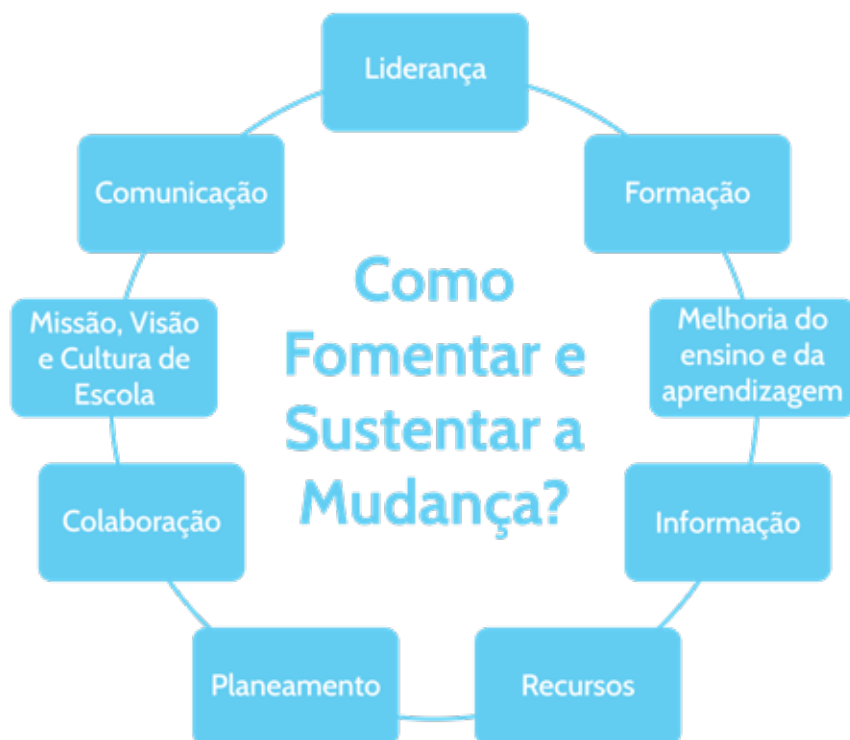 Liderança
Formação
Melhoria do
ensino e da
aprendizagem
Informação
Recursos
Planeamento
Colaboração
Missão, Visão
e Cultura de
Escola
Comunicação
Como
Fomentar e
Sustentar a
Mudança?